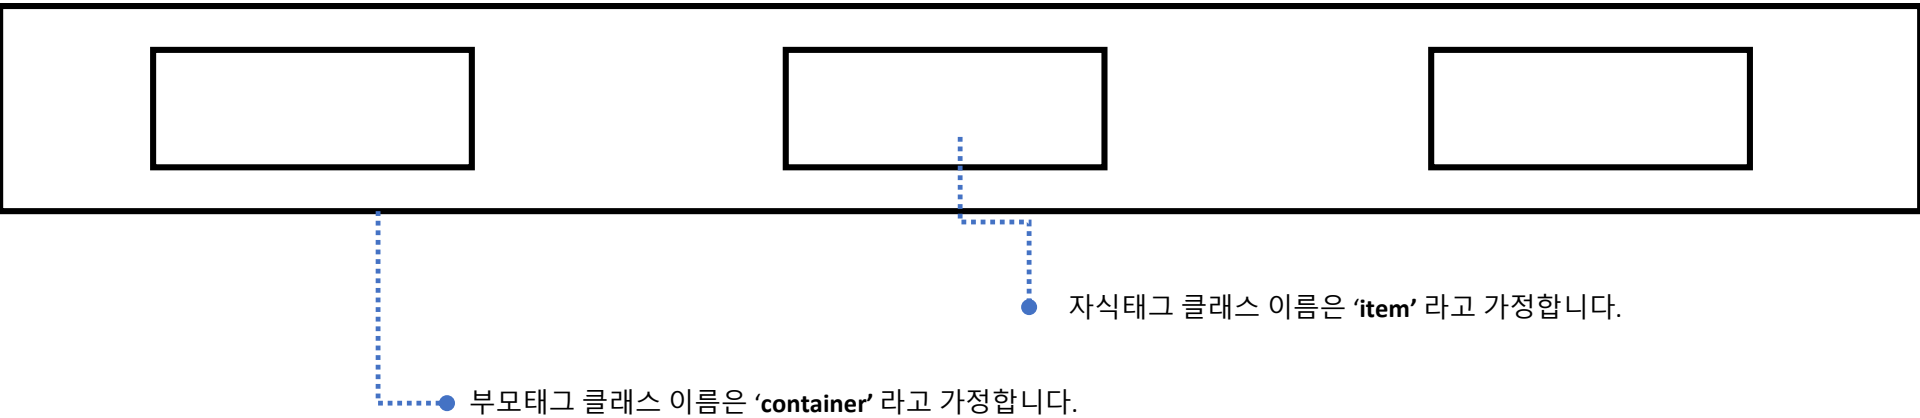 자식태그 클래스 이름은 ‘item’ 라고 가정합니다.
부모태그 클래스 이름은 ‘container’ 라고 가정합니다.